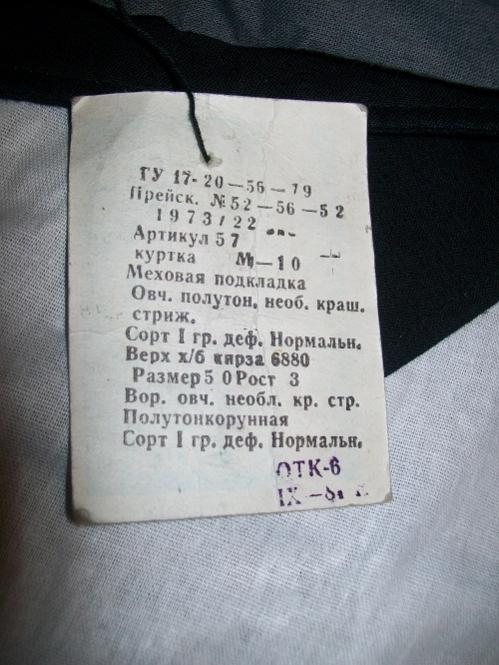 ТУ 17-20-56-79
Прейск. №52-56-52
1973/22
Артикул 57
куртка М-10
Меховая подкладка
Овч. полутон. необ. краш.
стриж.
Сорт I гр. деф. Нормальн.
Верх х/б кирза 6880
Размер 50 Рост 3
Вор. овч. необл. кр. стр.
Полутонкорунная
Сорт I гр. деф. Нормальн.
ОТК-6
IX